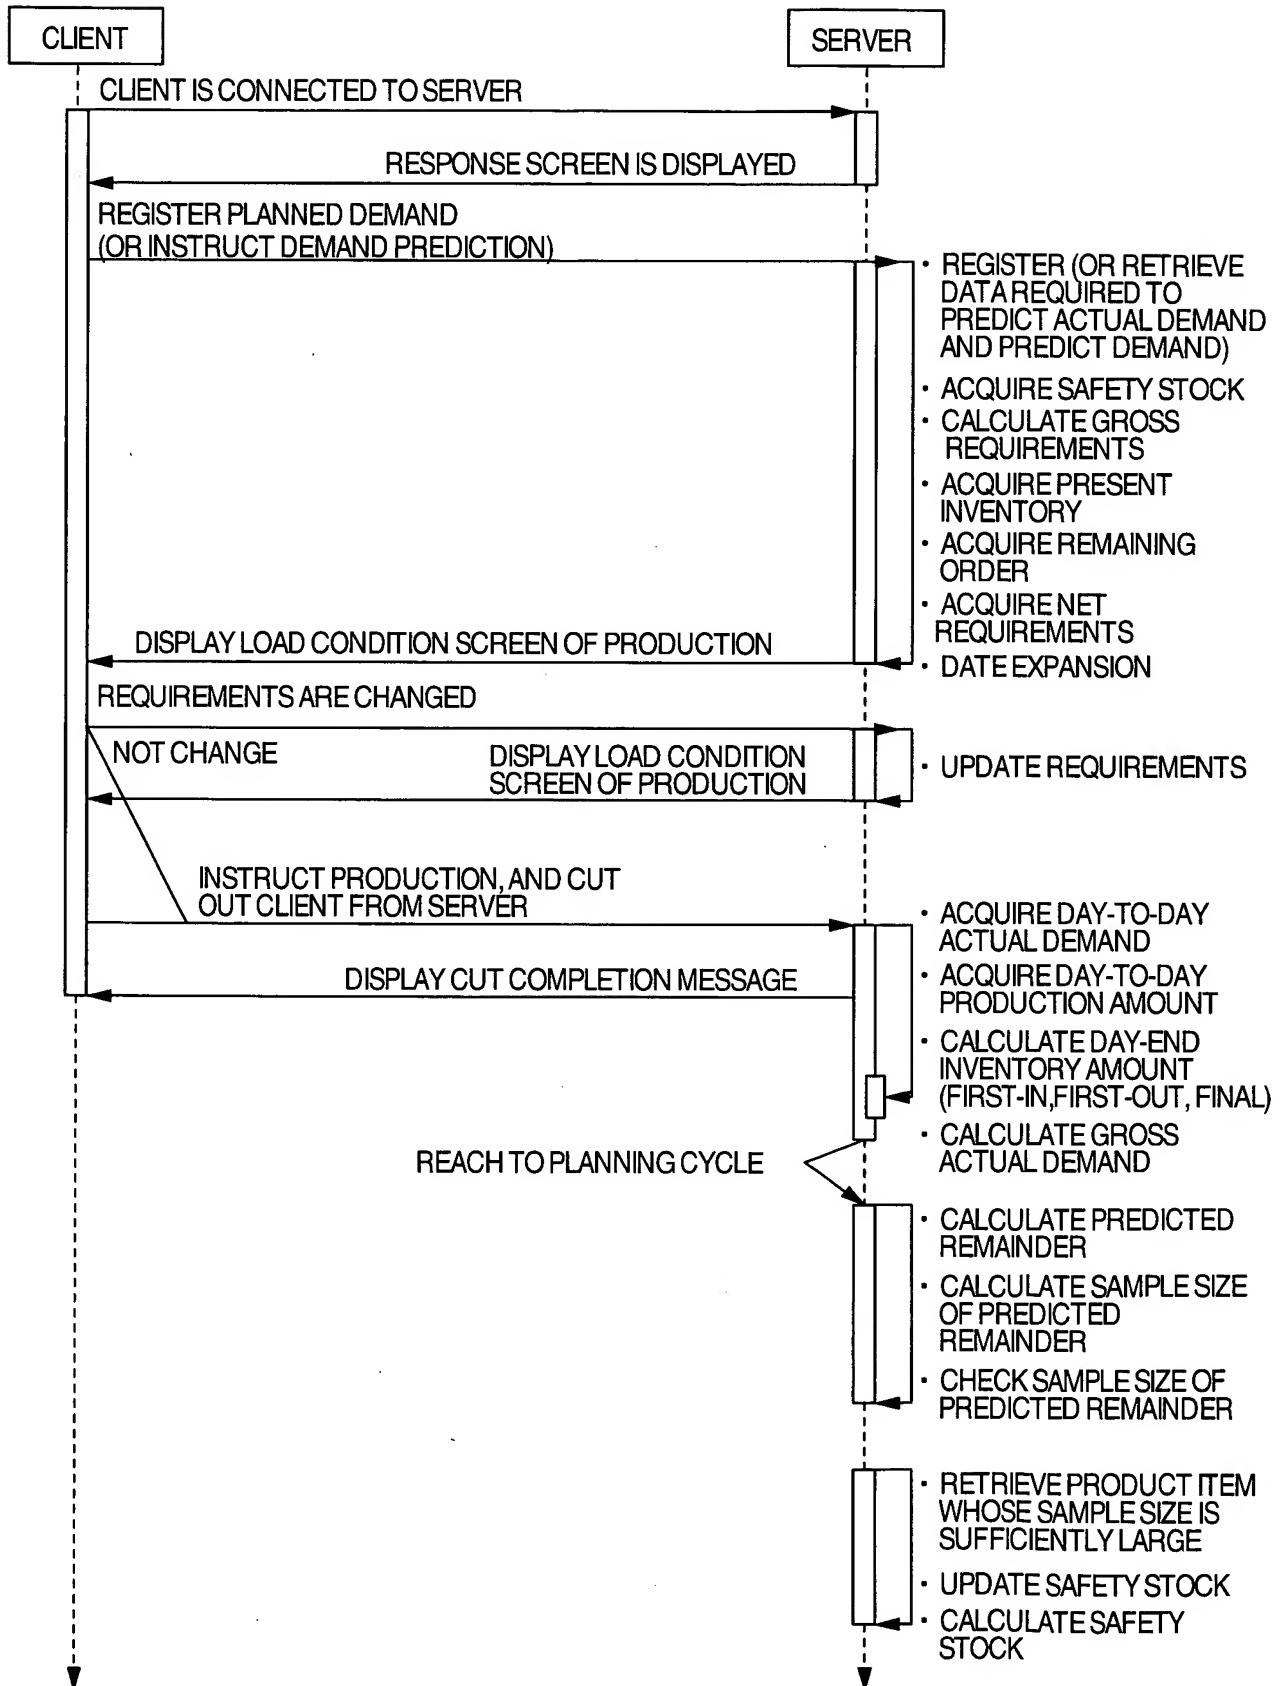 CLIENT
SERVER
CLIENT IS CONNECTED TO SERVER
RESPONSE SCREEN IS DISPLAYED
REGISTER PLANNED DEMAND
(OR INSTRUCT DEMAND PREDICTION)
· REGISTER (OR RETRIEVE
DATA REQUIRED TO
PREDICT ACTUAL DEMAND
AND PREDICT DEMAND)
· ACQUIRE SAFETY STOCK
· CALCULATE GROSS
REQUIREMENTS
· ACQUIRE PRESENT
INVENTORY
· ACQUIRE REMAINING
ORDER
· ACQUIRE NET
REQUIREMENTS
· DATE EXPANSION
DISPLAY LOAD CONDITION SCREEN OF PRODUCTION
REQUIREMENTS ARE CHANGED
NOT CHANGE
DISPLAY LOAD CONDITION
SCREEN OF PRODUCTION
· UPDATE REQUIREMENTS
INSTRUCT PRODUCTION, AND CUT
OUT CLIENT FROM SERVER
· ACQUIRE DAY-TO-DAY
ACTUAL DEMAND
DISPLAY CUT COMPLETION MESSAGE
· ACQUIRE DAY-TO-DAY
PRODUCTION AMOUNT
· CALCULATE DAY-END
INVENTORY AMOUNT
(FIRST-IN, FIRST-OUT, FINAL)
· CALCULATE GROSS
ACTUAL DEMAND
REACH TO PLANNING CYCLE
· CALCULATE PREDICTED
REMAINDER
· CALCULATE SAMPLE SIZE
OF PREDICTED
REMAINDER
· CHECK SAMPLE SIZE OF
PREDICTED REMAINDER
· RETRIEVE PRODUCT ITEM
WHOSE SAMPLE SIZE IS
SUFFICIENTLY LARGE
· UPDATE SAFETY STOCK
· CALCULATE SAFETY
STOCK